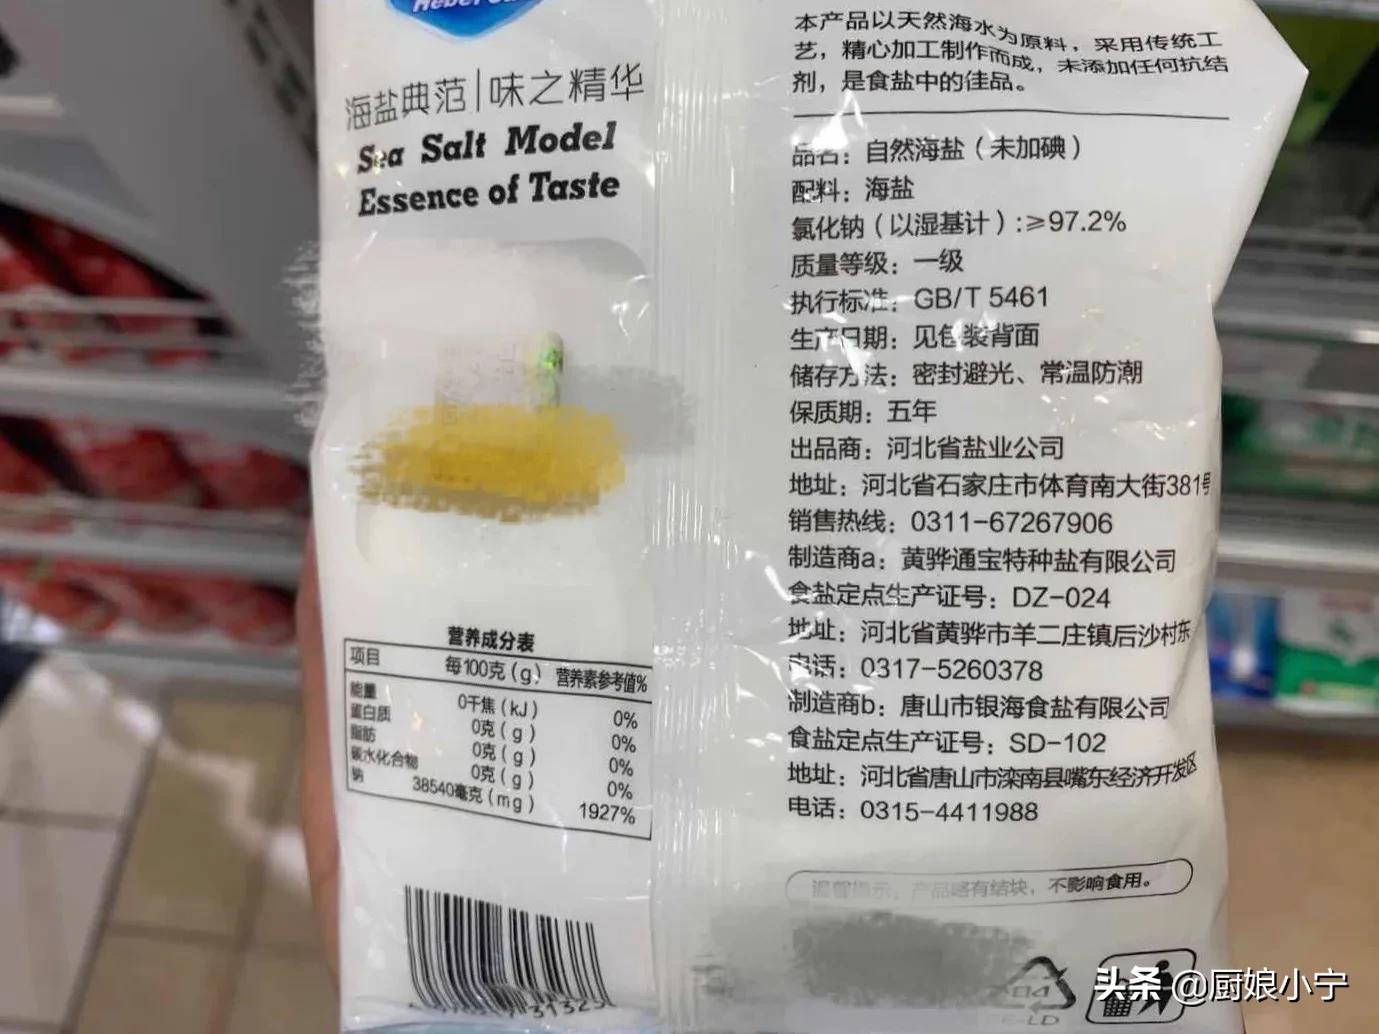 海盐典范|味之精华
Sea Salt Model
Essence of Taste
营养成分表
项目 每100克(g) 营养素参考值%
能量 0千焦(kJ) 0%
蛋白质 0克(g) 0%
脂肪 0克(g) 0%
碳水化合物 0克(g) 0%
钠 38540毫克(mg) 1927%
本产品以天然海水为原料，采用传统工
艺，精心加工制作而成，未添加任何抗结
剂，是食盐中的佳品。
品名：自然海盐（未加碘）
配料：海盐
氯化钠（以湿基计）:≥97.2%
质量等级：一级
执行标准：GB/T 5461
生产日期：见包装背面
储存方法：密封避光、常温防潮
保质期：五年
出品商：河北省盐业公司
地址：河北省石家庄市体育南大街381号
销售热线：0311-67267906
制造商a：黄骅通宝特种盐有限公司
食盐定点生产证号：DZ-024
地址：河北省黄骅市羊二庄镇后沙村东
电话：0317-5260378
制造商b：唐山市银海食盐有限公司
食盐定点生产证号：SD-102
地址：河北省唐山市滦南县嘴东经济开发区
电话：0315-4411988
温馨提示：产品略有结块，不影响食用。
头条 @厨娘小宁